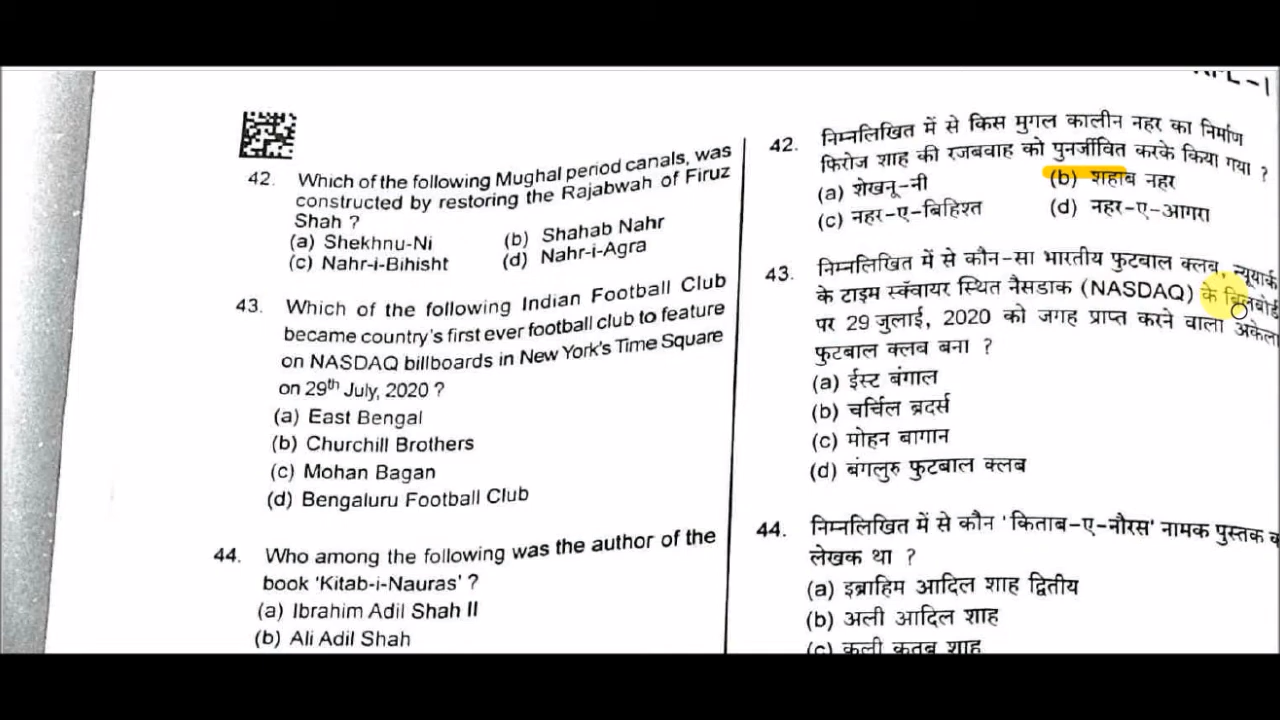 42. Which of the following Mughal period canals, was
constructed by restoring the Rajabwah of Firuz
Shah ?
(a) Shekhnu-Ni (b) Shahab Nahr
(c) Nahr-i-Bihisht (d) Nahr-i-Agra
43. Which of the following Indian Football Club
became country's first ever football club to feature
on NASDAQ billboards in New York's Time Square
on 29th July, 2020 ?
(a) East Bengal
(b) Churchill Brothers
(c) Mohan Bagan
(d) Bengaluru Football Club
44. Who among the following was the author of the
book 'Kitab-i-Nauras' ?
(a) Ibrahim Adil Shah II
(b) Ali Adil Shah
42. निम्नलिखित में से किस मुगल कालीन नहर का निर्माण
फिरोज शाह की रजबवाह को पुनर्जीवित करके किया गया ?
(a) शेखनू-नी (b) शहाब नहर
(c) नहर-ए-बिहिश्त (d) नहर-ए-आगरा
43. निम्नलिखित में से कौन-सा भारतीय फुटबाल क्लब, न्यूयार्क
के टाइम स्क्वॅायर स्थित नैसडाक (NASDAQ) के बिलबोर्ड
पर 29 जुलाई, 2020 को जगह प्राप्त करने वाला अकेला
फुटबाल क्लब बना ?
(a) ईस्ट बंगाल
(b) चर्चिल ब्रदर्स
(c) मोहन बागान
(d) बंगलुरु फुटबाल क्लब
44. निम्नलिखित में से कौन 'किताब-ए-नौरस' नामक पुस्तक
लेखक था ?
(a) इब्राहिम आदिल शाह द्वितीय
(b) अली आदिल शाह
(c) कुली कुतुब शाह